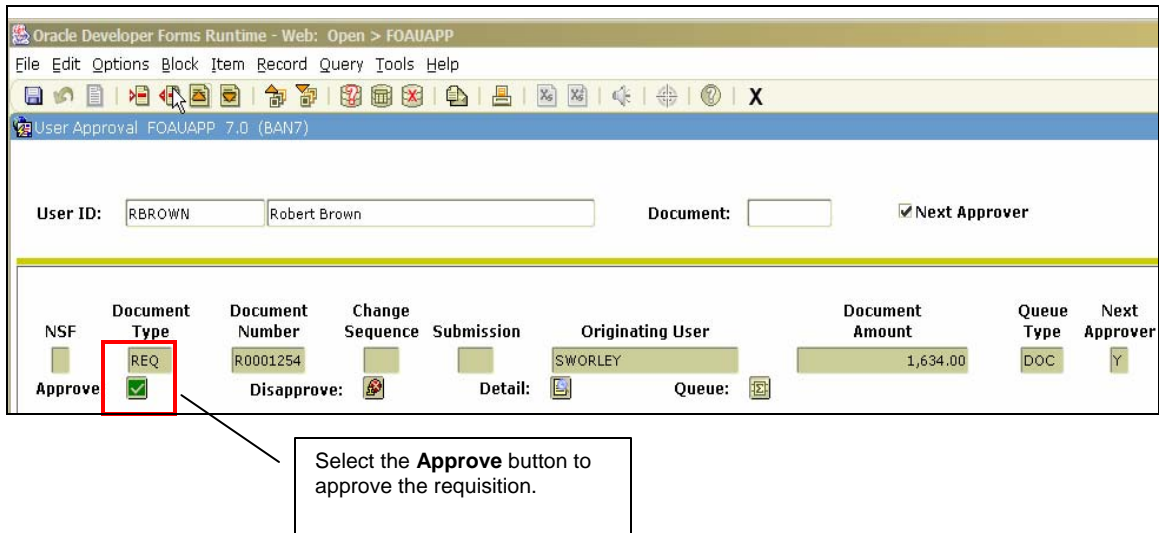 Oracle Developer Forms Runtime - Web: Open > FOAUAPP
File Edit Options Block Item Record Query Tools Help
X
User Approval FOAUAPP 7.0 (BAN7)
User ID: RBROWN Robert Brown Document: Next Approver
NSF Document Type Document Number Change Sequence Submission Originating User Document Amount Queue Type Next Approver
REQ R0001254 SWORLEY 1,634.00 DOC Y
Approve Disapprove: Detail: Queue:
Select the Approve button to
approve the requisition.